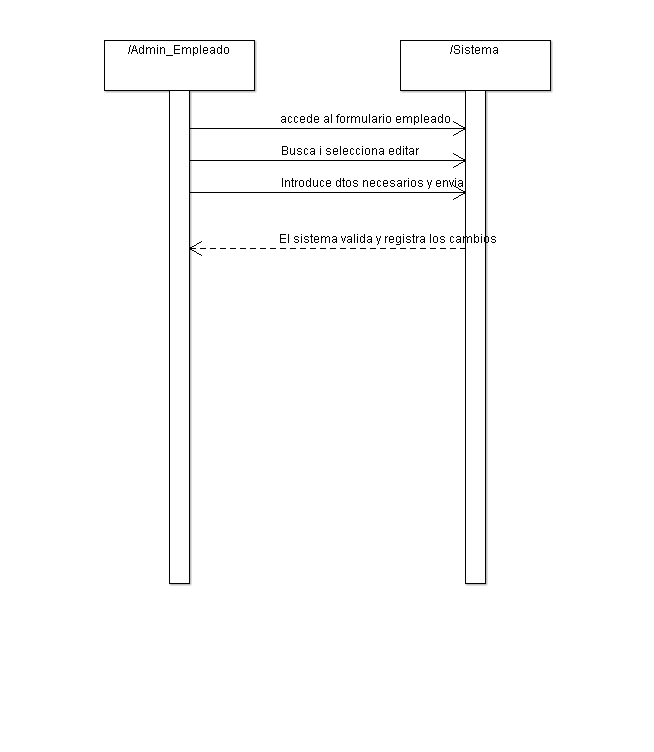 /Admin_Empleado
/Sistema
accede al formulario empleado
Busca i selecciona editar
Introduce dtos necesarios y envia
El sistema valida y registra los cambios